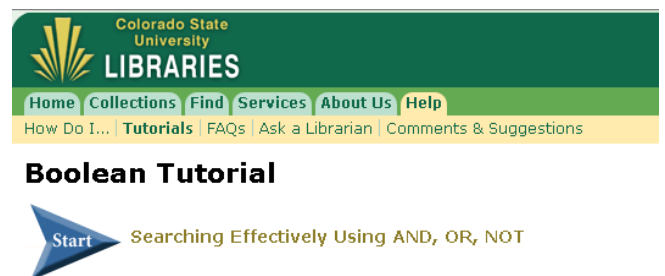 Colorado State
University
LIBRARIES
Home Collections Find Services About Us Help
How Do I... | Tutorials | FAQs | Ask a Librarian | Comments & Suggestions
Boolean Tutorial
Start Searching Effectively Using AND, OR, NOT